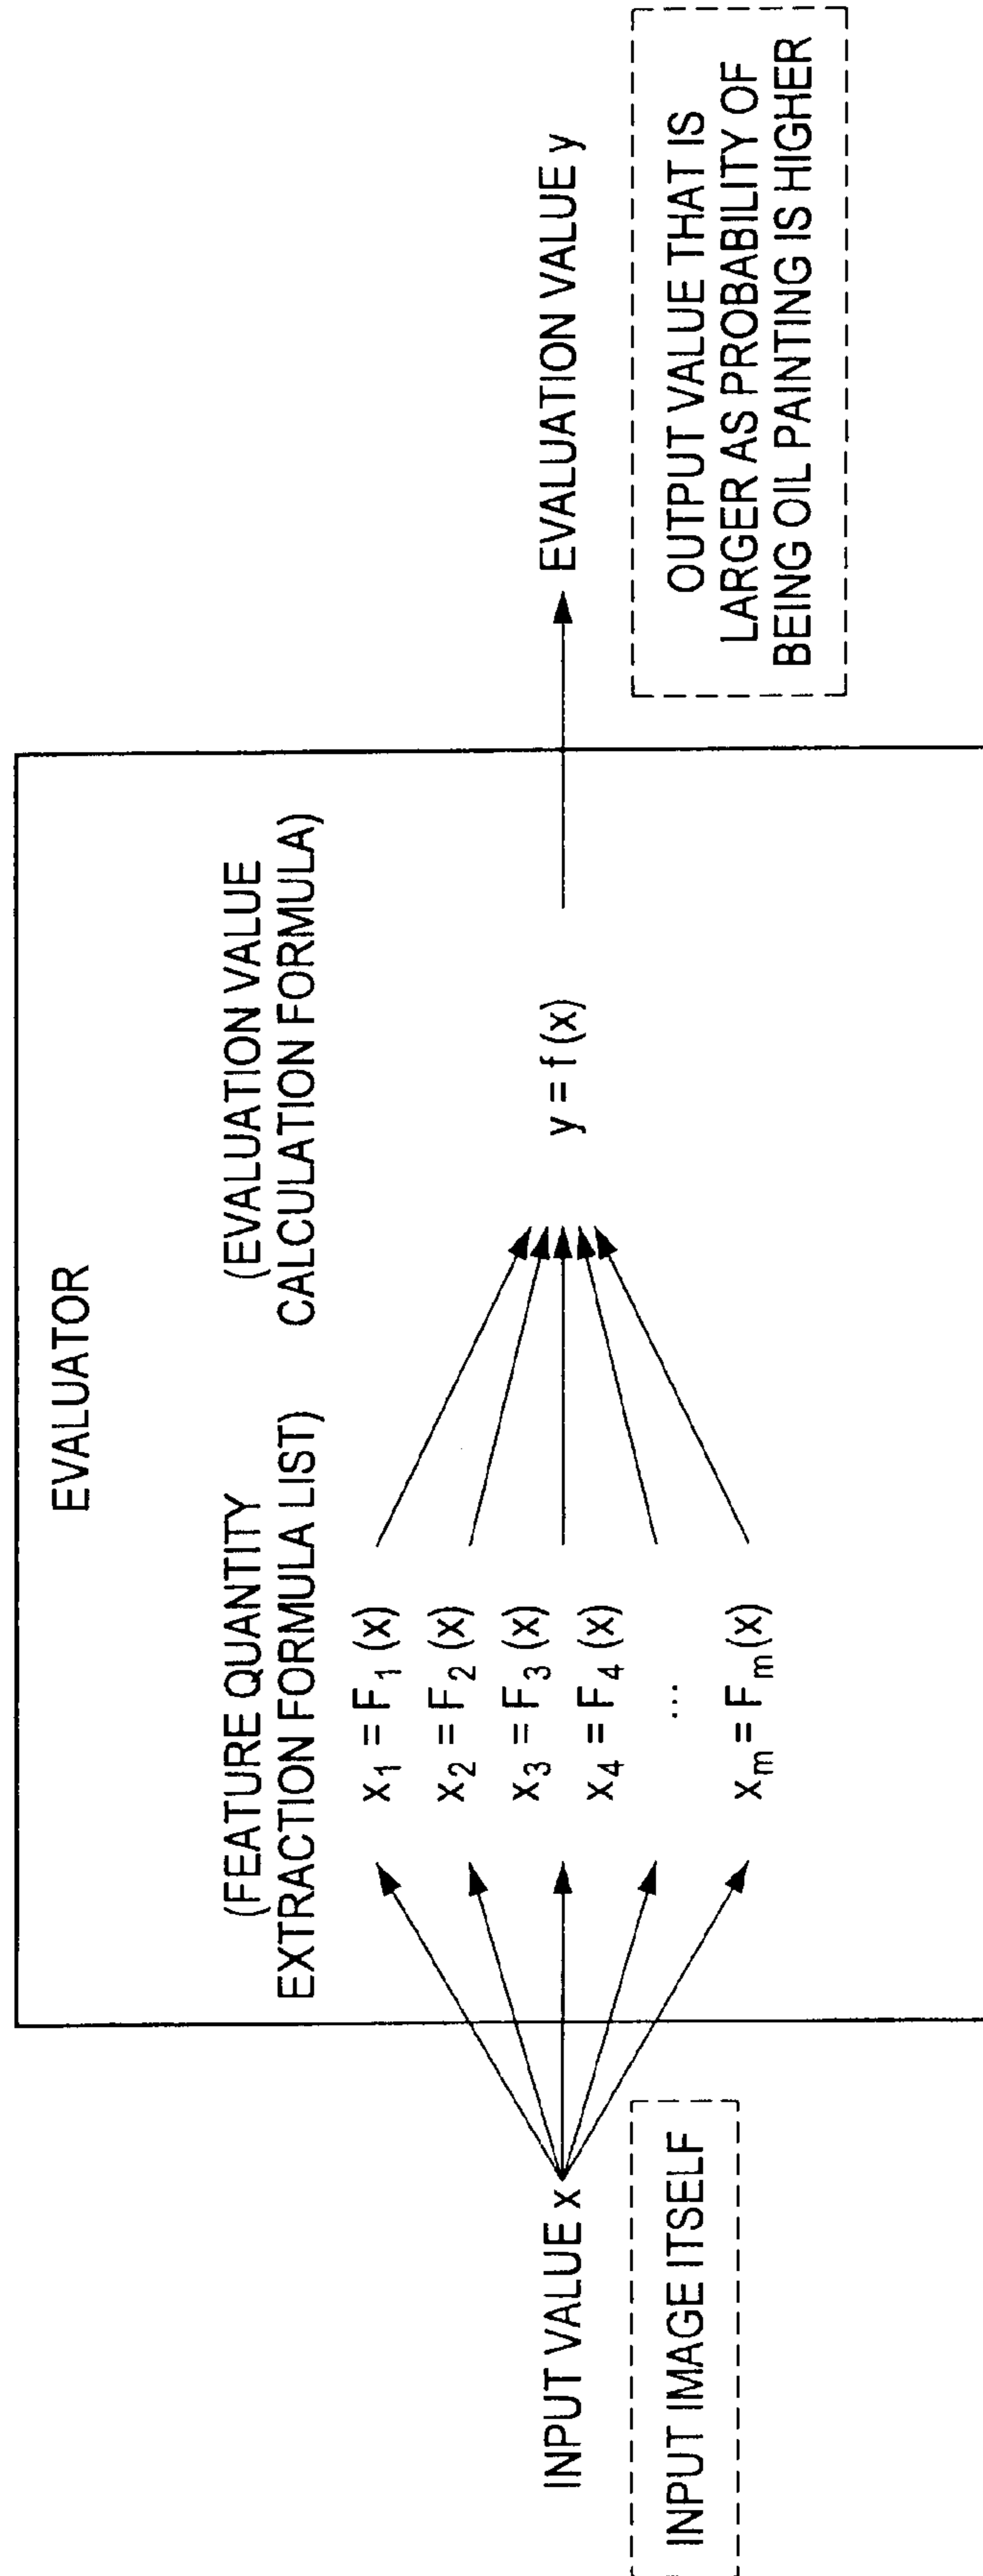 EVALUATOR
(FEATURE QUANTITY
EXTRACTION FORMULA LIST)
(EVALUATION VALUE
CALCULATION FORMULA)
INPUT VALUE x
INPUT IMAGE ITSELF
x₁ = F₁ (x)
x₂ = F₂ (x)
x₃ = F₃ (x)
x₄ = F₄ (x)
...
xₘ = Fₘ(x)
y = f (x)
EVALUATION VALUE y
OUTPUT VALUE THAT IS
LARGER AS PROBABILITY OF
BEING OIL PAINTING IS HIGHER